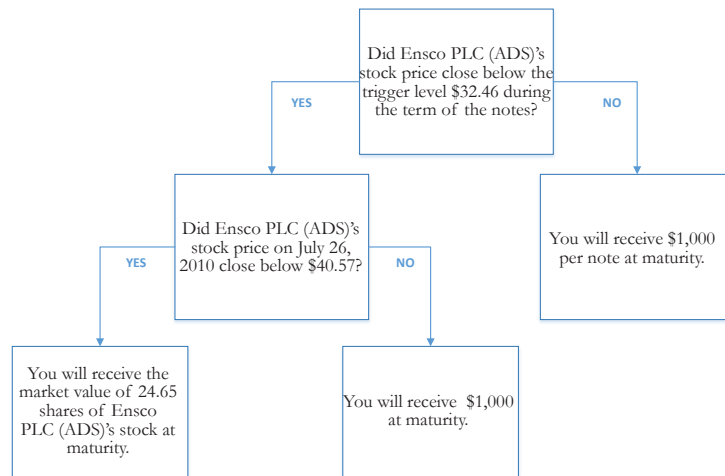 Did Ensco PLC (ADS)'s
stock price close below the
trigger level $32.46 during
the term of the notes?
YES
NO
Did Ensco PLC (ADS)'s
stock price on July 26,
2010 close below $40.57?
You will receive $1,000
per note at maturity.
YES
NO
You will receive the
market value of 24.65
shares of Ensco
PLC (ADS)'s stock at
maturity.
You will receive $1,000
at maturity.